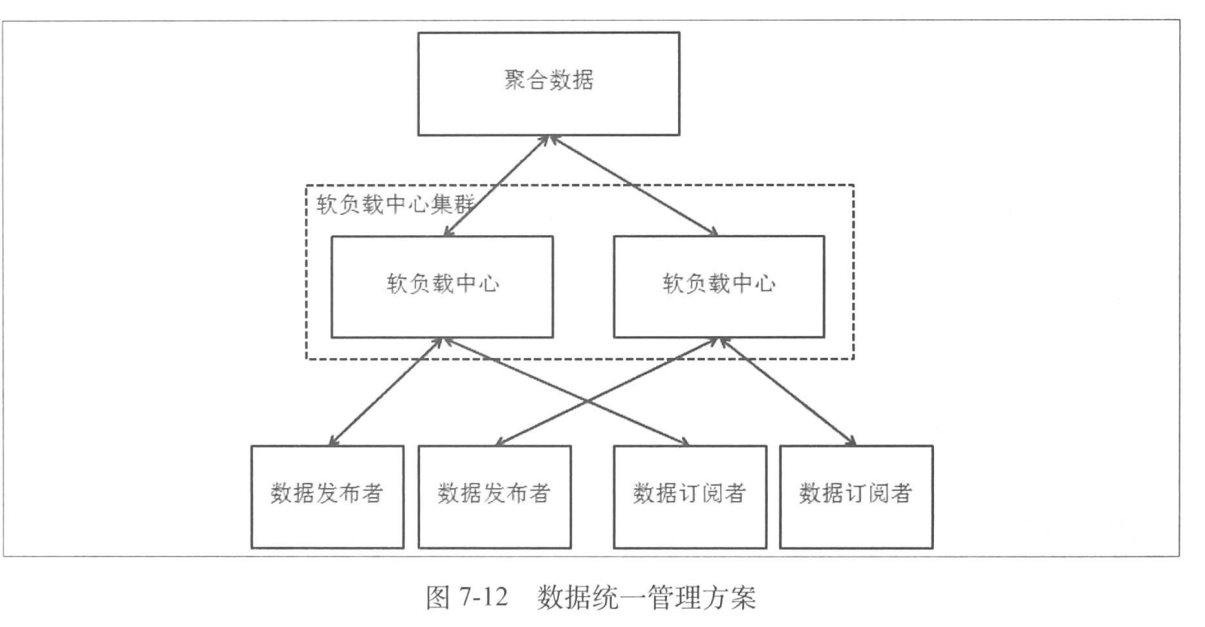 聚合数据
软负载中心集群
软负载中心
软负载中心
数据发布者
数据发布者
数据订阅者
数据订阅者
图 7-12 数据统一管理方案